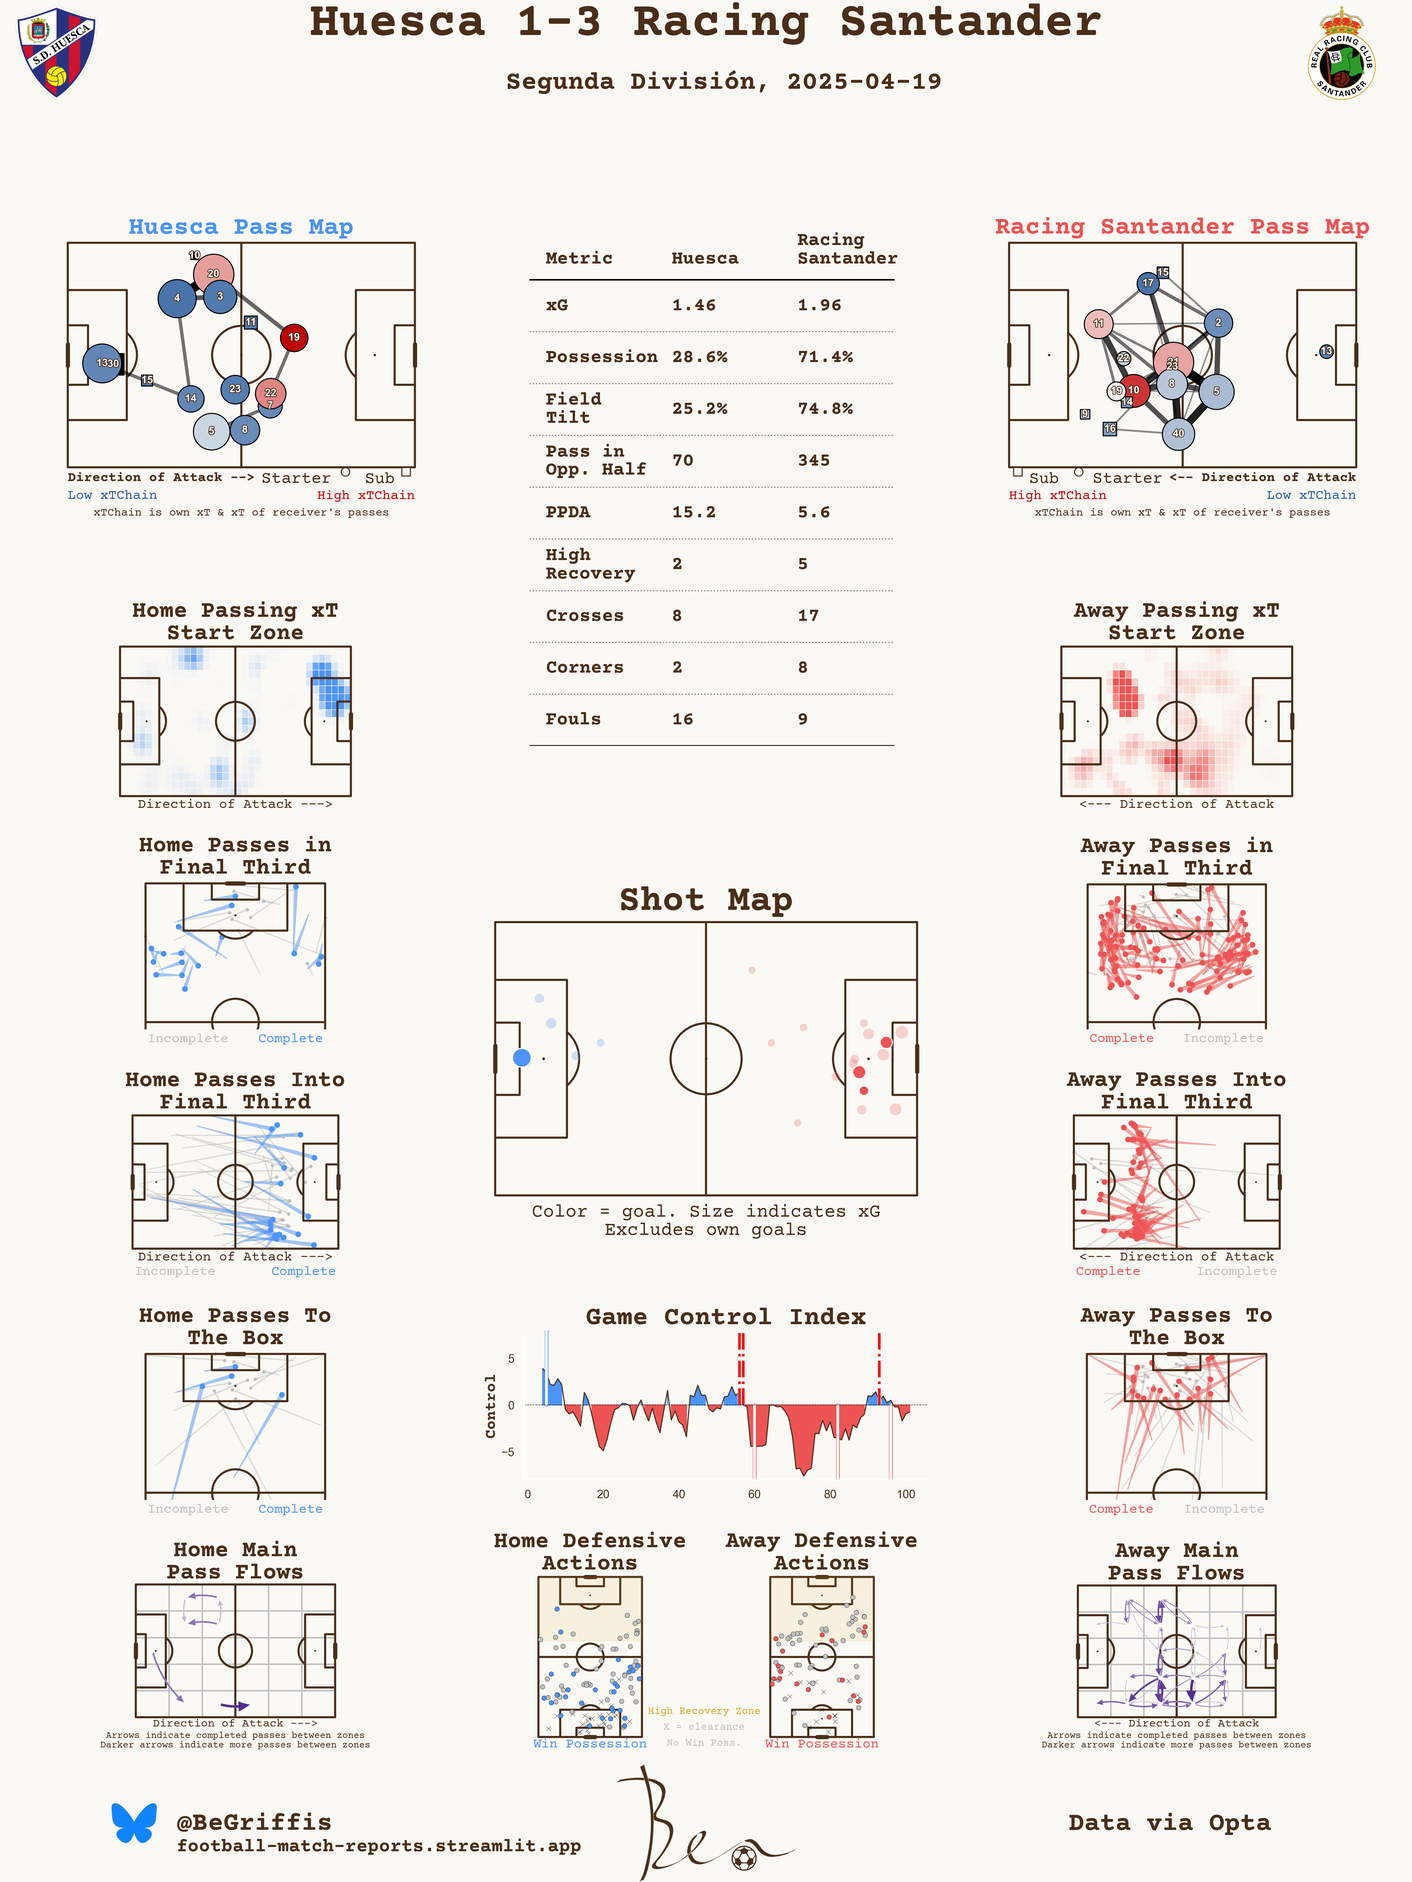 Huesca 1-3 Racing Santander
Segunda División, 2025-04-19
S.D. HUESCA
REAL RACING CLUB
SANTANDER
Huesca Pass Map
10
20
4
3
11
19
1330
15
14
23
22
7
5
8
Direction of Attack --> Starter Sub
Low xTChain High xTChain
xTChain is own xT & xT of receiver's passes
Metric Huesca Racing Santander
xG 1.46 1.96
Possession 28.6% 71.4%
Field Tilt 25.2% 74.8%
Pass in Opp. Half 70 345
PPDA 15.2 5.6
High Recovery 2 5
Crosses 8 17
Corners 2 8
Fouls 16 9
Racing Santander Pass Map
15
17
11
2
22
21
23
13
19
10
8
5
14
9
16
40
Sub Starter <-- Direction of Attack
High xTChain Low xTChain
xTChain is own xT & xT of receiver's passes
Home Passing xT
Start Zone
Direction of Attack --->
Away Passing xT
Start Zone
<--- Direction of Attack
Home Passes in
Final Third
Incomplete Complete
Away Passes in
Final Third
Complete Incomplete
Shot Map
Color = goal. Size indicates xG
Excludes own goals
Home Passes Into
Final Third
Direction of Attack --->
Incomplete Complete
Away Passes Into
Final Third
<--- Direction of Attack
Complete Incomplete
Home Passes To
The Box
Incomplete Complete
Game Control Index
Control
5
0
−5
0 20 40 60 80 100
Away Passes To
The Box
Complete Incomplete
Home Main
Pass Flows
Direction of Attack --->
Arrows indicate completed passes between zones
Darker arrows indicate more passes between zones
Home Defensive
Actions
Win Possession
Away Defensive
Actions
Win Possession
High Recovery Zone
X = clearance
No Win Poss.
Away Main
Pass Flows
<--- Direction of Attack
Arrows indicate completed passes between zones
Darker arrows indicate more passes between zones
@BeGriffis
football-match-reports.streamlit.app
Ben
Data via Opta